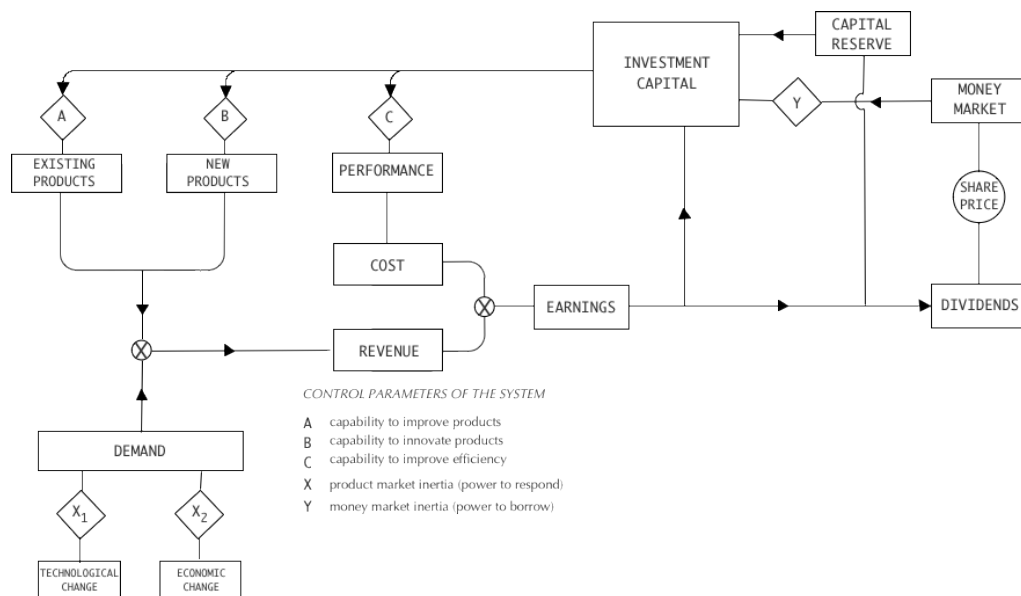 CAPITAL
RESERVE
INVESTMENT
CAPITAL
MONEY
MARKET
Y
A
B
C
EXISTING
PRODUCTS
NEW
PRODUCTS
PERFORMANCE
SHARE
PRICE
COST
EARNINGS
DIVIDENDS
X
X
REVENUE
CONTROL PARAMETERS OF THE SYSTEM
A capability to improve products
B capability to innovate products
C capability to improve efficiency
X product market inertia (power to respond)
Y money market inertia (power to borrow)
DEMAND
X1
X2
TECHNOLOGICAL
CHANGE
ECONOMIC
CHANGE